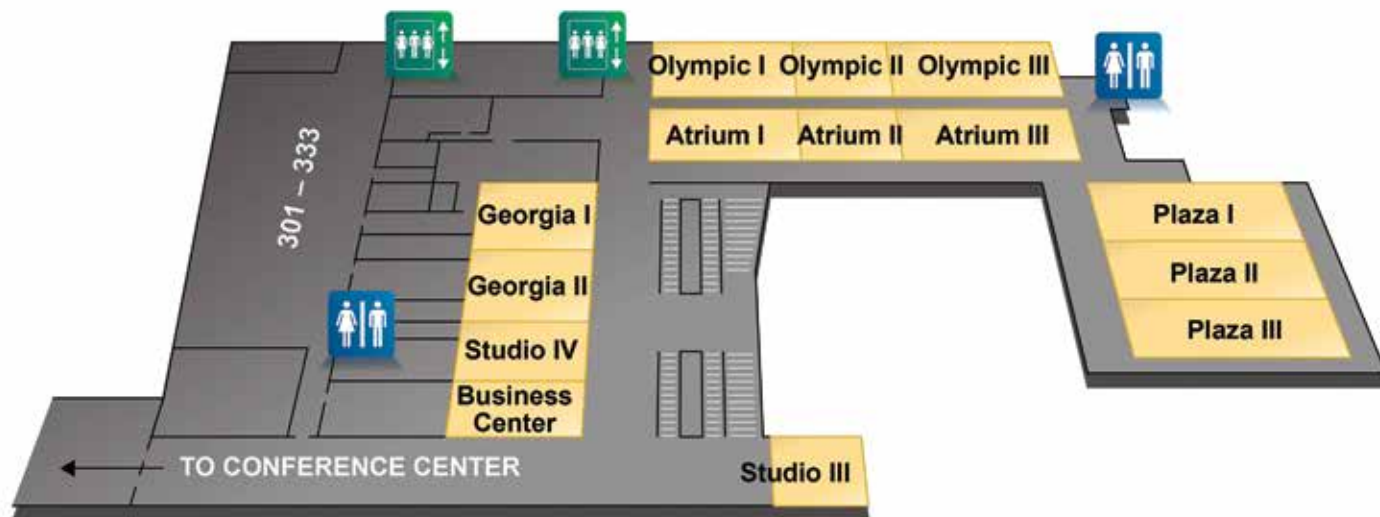 Olympic I
Olympic II
Olympic III
Atrium I
Atrium II
Atrium III
301 – 333
Georgia I
Plaza I
Georgia II
Plaza II
Plaza III
Studio IV
Business
Center
TO CONFERENCE CENTER
Studio III